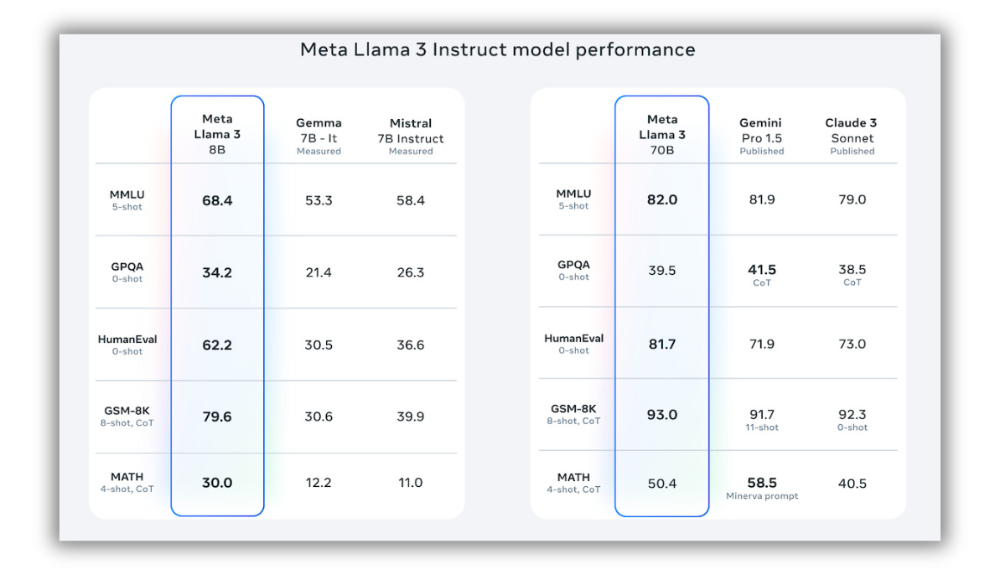 Meta Llama 3 Instruct model performance
Meta
Llama 3
8B
Gemma
7B - It
Measured
Mistral
7B Instruct
Measured
MMLU
5-shot
68.4
53.3
58.4
GPQA
0-shot
34.2
21.4
26.3
HumanEval
0-shot
62.2
30.5
36.6
GSM-8K
8-shot, CoT
79.6
30.6
39.9
MATH
4-shot, CoT
30.0
12.2
11.0
Meta
Llama 3
70B
Gemini
Pro 1.5
Published
Claude 3
Sonnet
Published
MMLU
5-shot
82.0
81.9
79.0
GPQA
0-shot
39.5
41.5
CoT
38.5
CoT
HumanEval
0-shot
81.7
71.9
73.0
GSM-8K
8-shot, CoT
93.0
91.7
11-shot
92.3
0-shot
MATH
4-shot, CoT
50.4
58.5
Minerva prompt
40.5